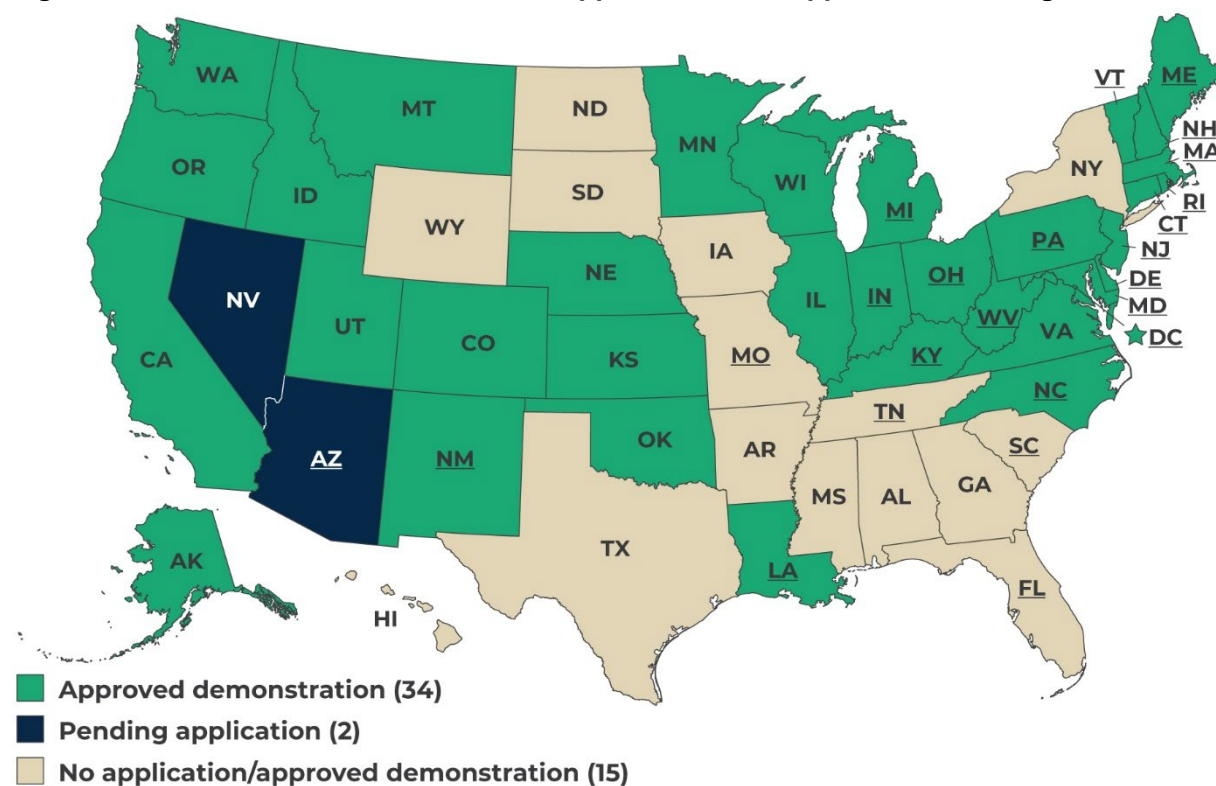 WA
MT
ND
MN
VT
ME
OR
ID
SD
WI
NY
NH
MA
WY
MI
RI
CT
NV
NE
IA
PA
NJ
UT
CO
IL
IN
OH
DE
MD
CA
KS
MO
WV
VA
DC
KY
NC
AZ
NM
OK
AR
TN
SC
MS
AL
GA
TX
AK
LA
FL
HI
Approved demonstration (34)
Pending application (2)
No application/approved demonstration (15)